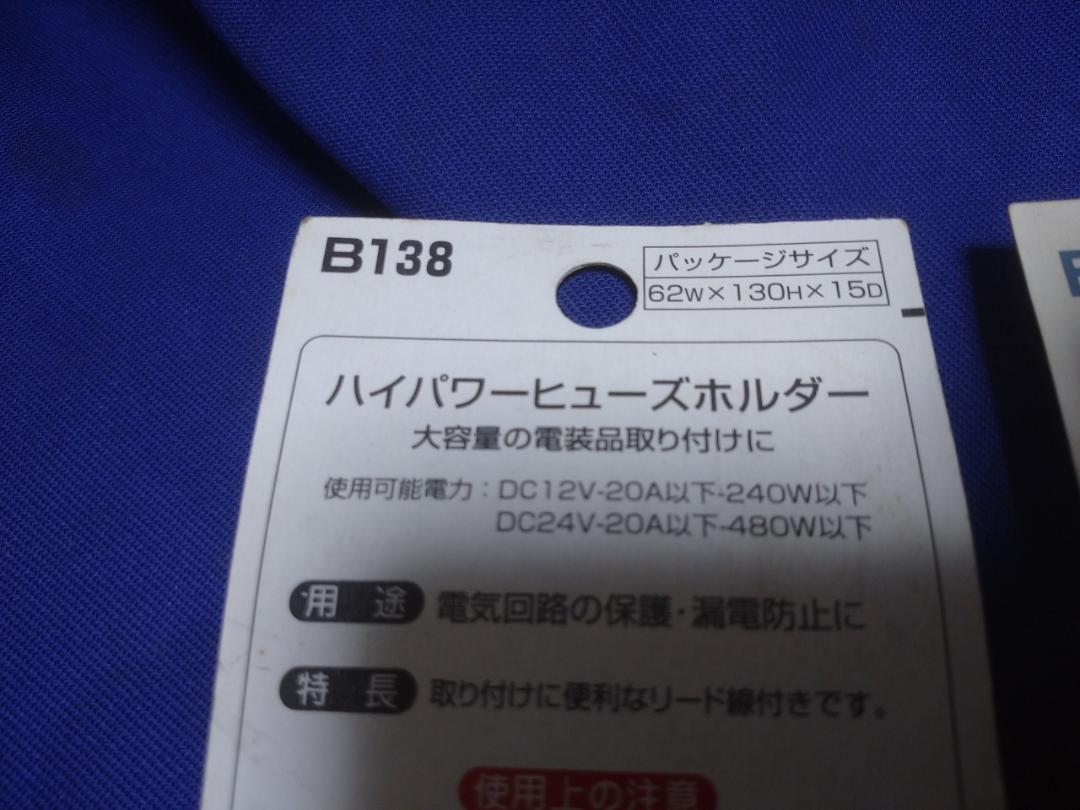 B138
パッケージサイズ
62W×130H×15D
ハイパワーヒューズホルダー
大容量の電装品取り付けに
使用可能電力：DC12V-20A以下-240W以下
DC24V-20A以下-480W以下
用途 電気回路の保護・漏電防止に
特長 取り付けに便利なリード線付きです。
使用上の注意